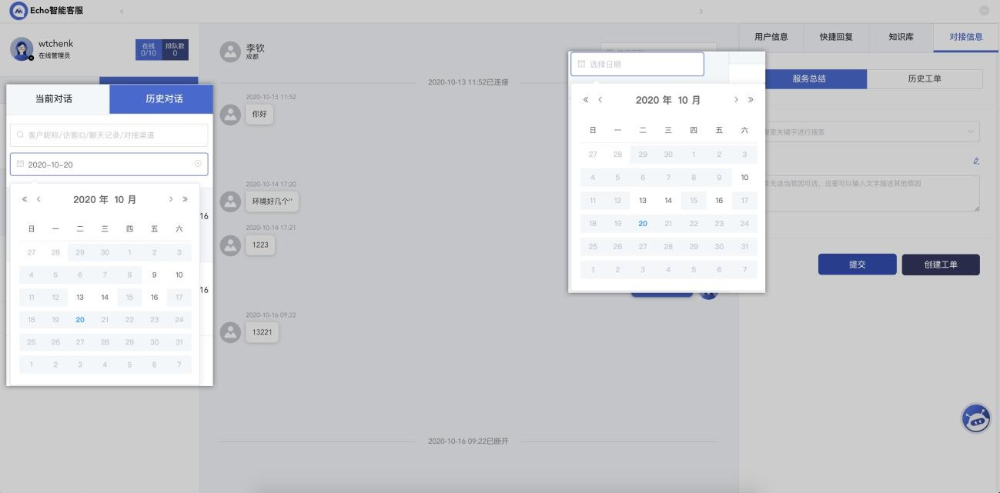 Echo智能客服
wtchenk
在线管理员
在线
0/10
排队数
0
当前对话
历史对话
客户昵称/访客ID/聊天记录/对接渠道
2020-10-20
2020 年 10 月
日 一 二 三 四 五 六
27 28 29 30 1 2 3
4 5 6 7 8 9 10
11 12 13 14 15 16 17
18 19 20 21 22 23 24
25 26 27 28 29 30 31
1 2 3 4 5 6 7
16
16
李钦
成都
2020-10-13 11:52已连接
2020-10-13 11:52
你好
2020-10-14 17:20
环境好几个‘’
2020-10-14 17:21
1223
2020-10-16 09:22
13221
2020-10-16 09:22已断开
选择日期
2020 年 10 月
日 一 二 三 四 五 六
27 28 29 30 1 2 3
4 5 6 7 8 9 10
11 12 13 14 15 16 17
18 19 20 21 22 23 24
25 26 27 28 29 30 31
1 2 3 4 5 6 7
用户信息
快捷回复
知识库
对接信息
服务总结
历史工单
搜索关键字进行搜索
若无适当原因可选，这里可以输入文字描述其他原因
提交
创建工单